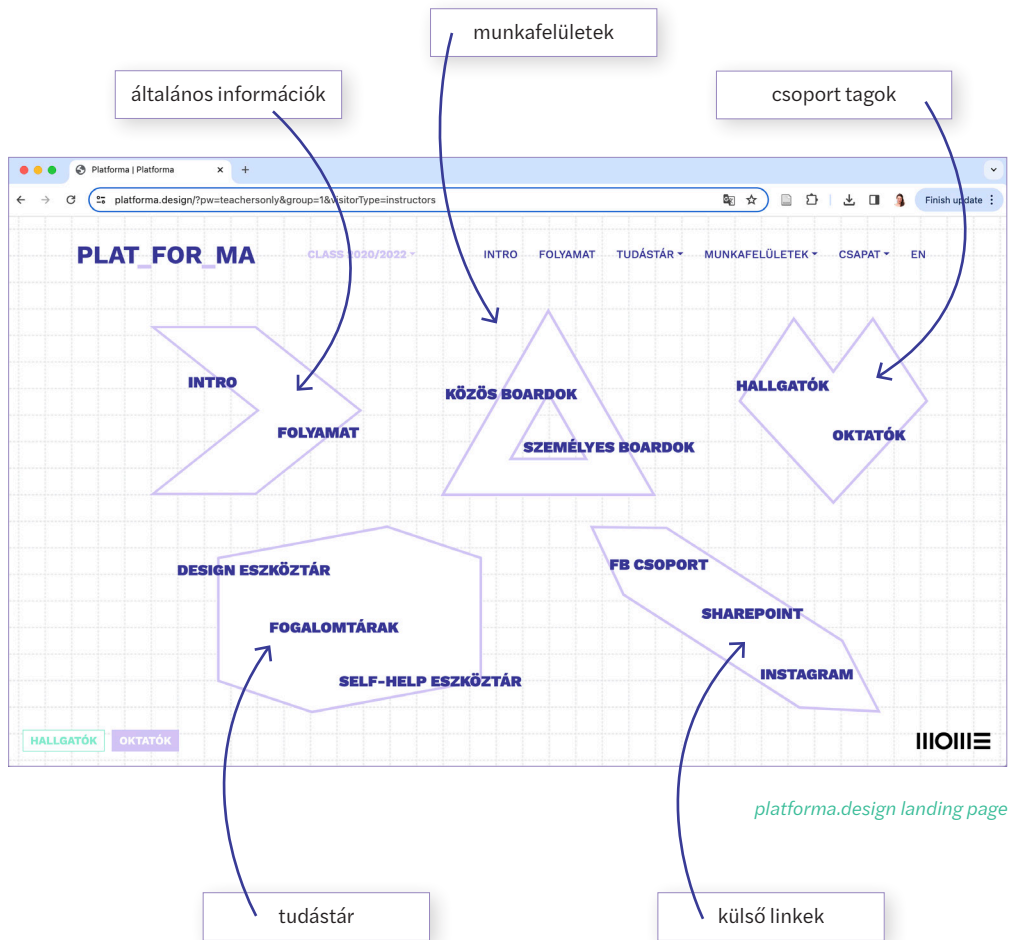 munkafelületek
általános információk
csoport tagok
Platforma | Platforma
platforma.design/?pw=teachersonly&group=1&visitorType=instructors
Finish update
PLAT_FOR_MA
CLASS 2020/2022
INTRO
FOLYAMAT
TUDÁSTÁR
MUNKAFELÜLETEK
CSAPAT
EN
INTRO
FOLYAMAT
KÖZÖS BOARDOK
SZEMÉLYES BOARDOK
HALLGATÓK
OKTATÓK
DESIGN ESZKÖZTÁR
FOGALOMTÁRAK
SELF-HELP ESZKÖZTÁR
FB CSOPORT
SHAREPOINT
INSTAGRAM
HALLGATÓK
OKTATÓK
platforma.design landing page
tudástár
külső linkek